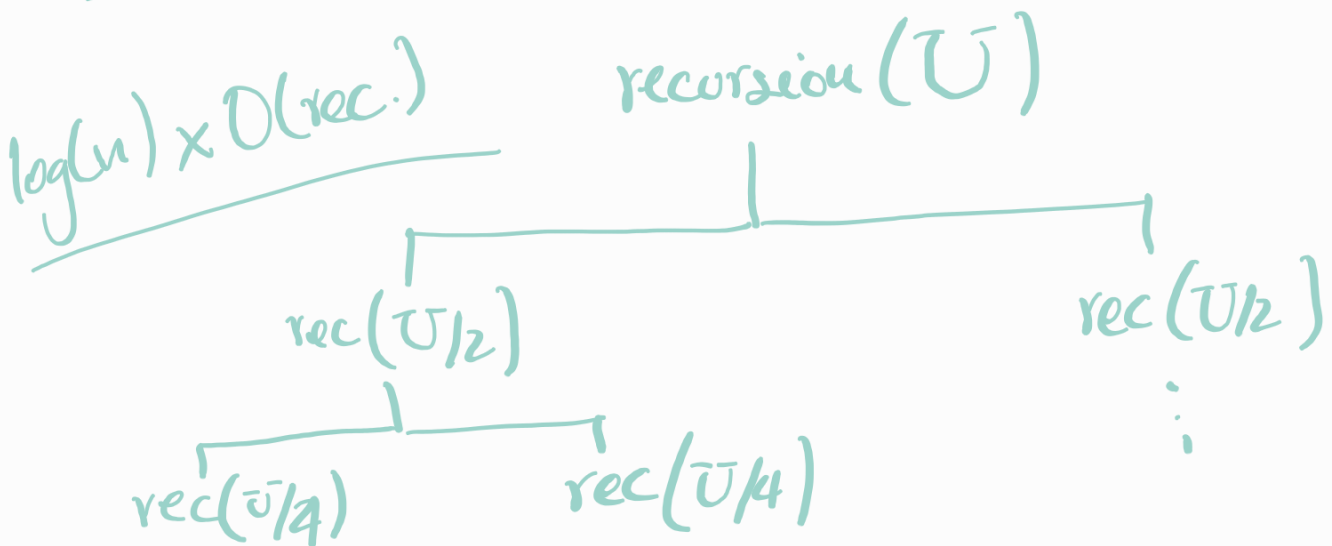 log(n) x O(rec.)
recursion (U)
rec(U/2)
rec(U/2)
rec(U/4)
rec(U/4)